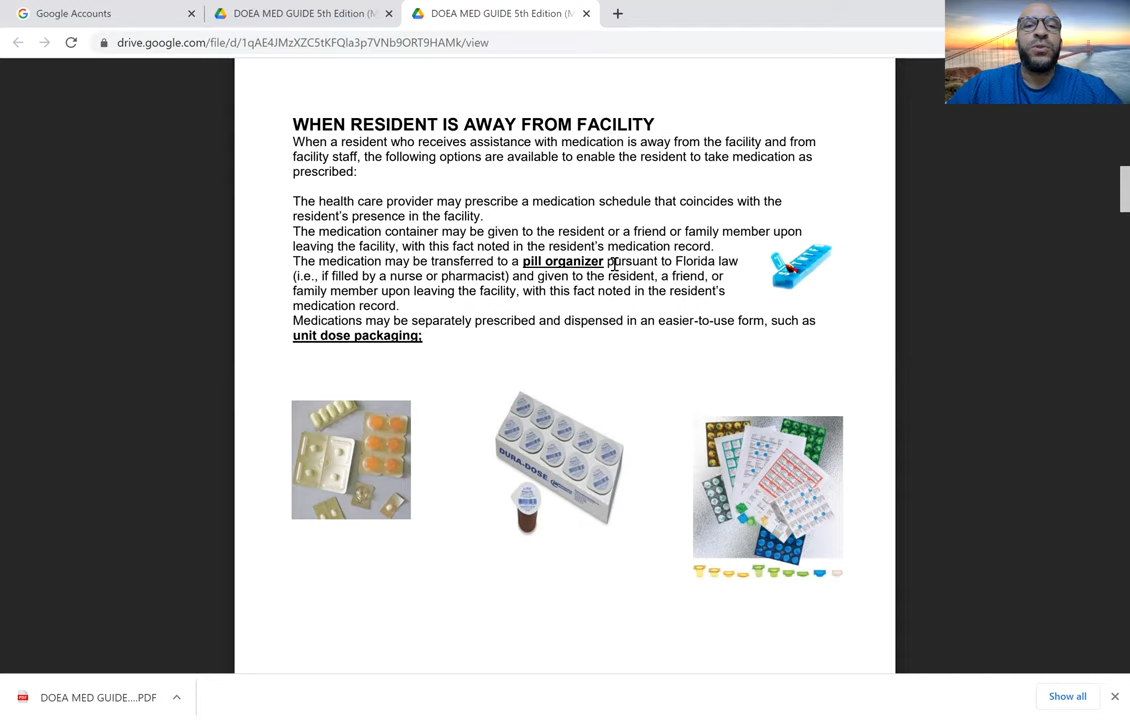 Google Accounts
DOEA MED GUIDE 5th Edition (M
DOEA MED GUIDE 5th Edition (M
drive.google.com/file/d/1qAE4JMzXZC5tKFQla3p7VNb9ORT9HAMk/view
WHEN RESIDENT IS AWAY FROM FACILITY
When a resident who receives assistance with medication is away from the facility and from
facility staff, the following options are available to enable the resident to take medication as
prescribed:
The health care provider may prescribe a medication schedule that coincides with the
resident's presence in the facility.
The medication container may be given to the resident or a friend or family member upon
leaving the facility, with this fact noted in the resident's medication record.
The medication may be transferred to a pill organizer pursuant to Florida law
(i.e., if filled by a nurse or pharmacist) and given to the resident, a friend, or
family member upon leaving the facility, with this fact noted in the resident's
medication record.
Medications may be separately prescribed and dispensed in an easier-to-use form, such as
unit dose packaging;
DURA-DOSE
DOEA MED GUIDE....PDF
Show all